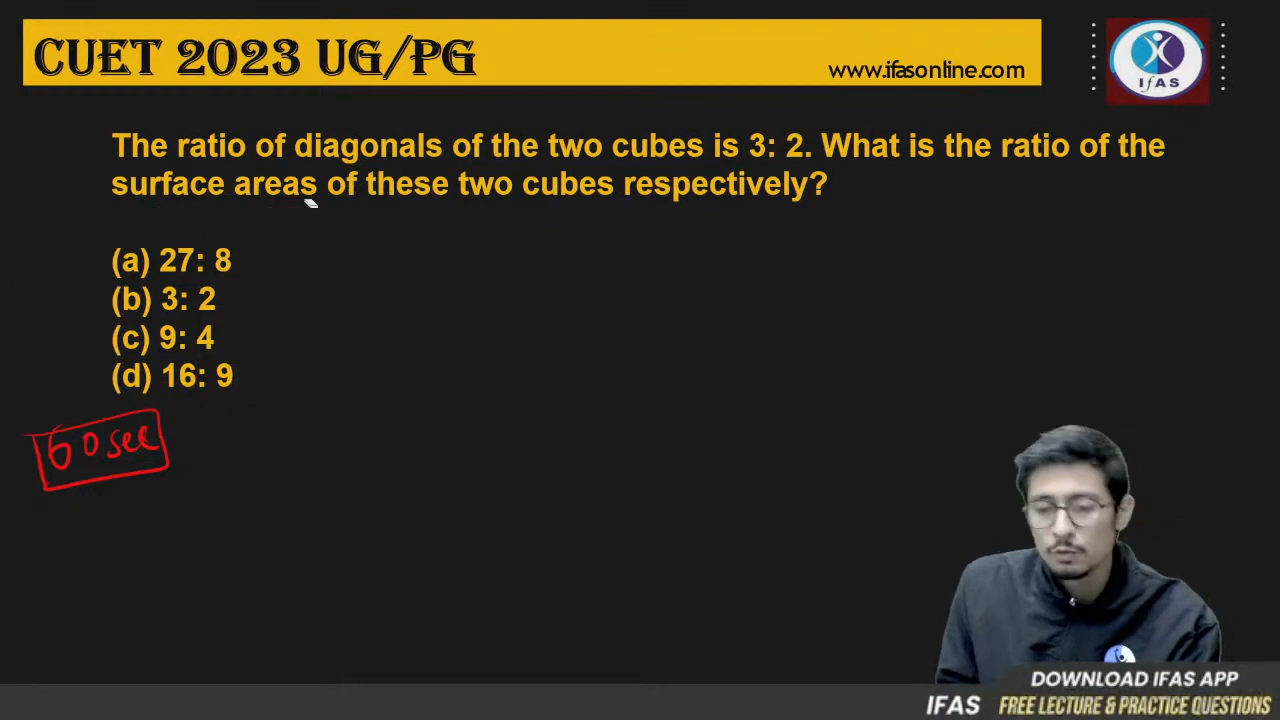 CUET 2023 UG/PG
www.ifasonline.com
IfAS
The ratio of diagonals of the two cubes is 3: 2. What is the ratio of the
surface areas of these two cubes respectively?
(a) 27: 8
(b) 3: 2
(c) 9: 4
(d) 16: 9
60 sec
DOWNLOAD IFAS APP
IFAS FREE LECTURE & PRACTICE QUESTIONS